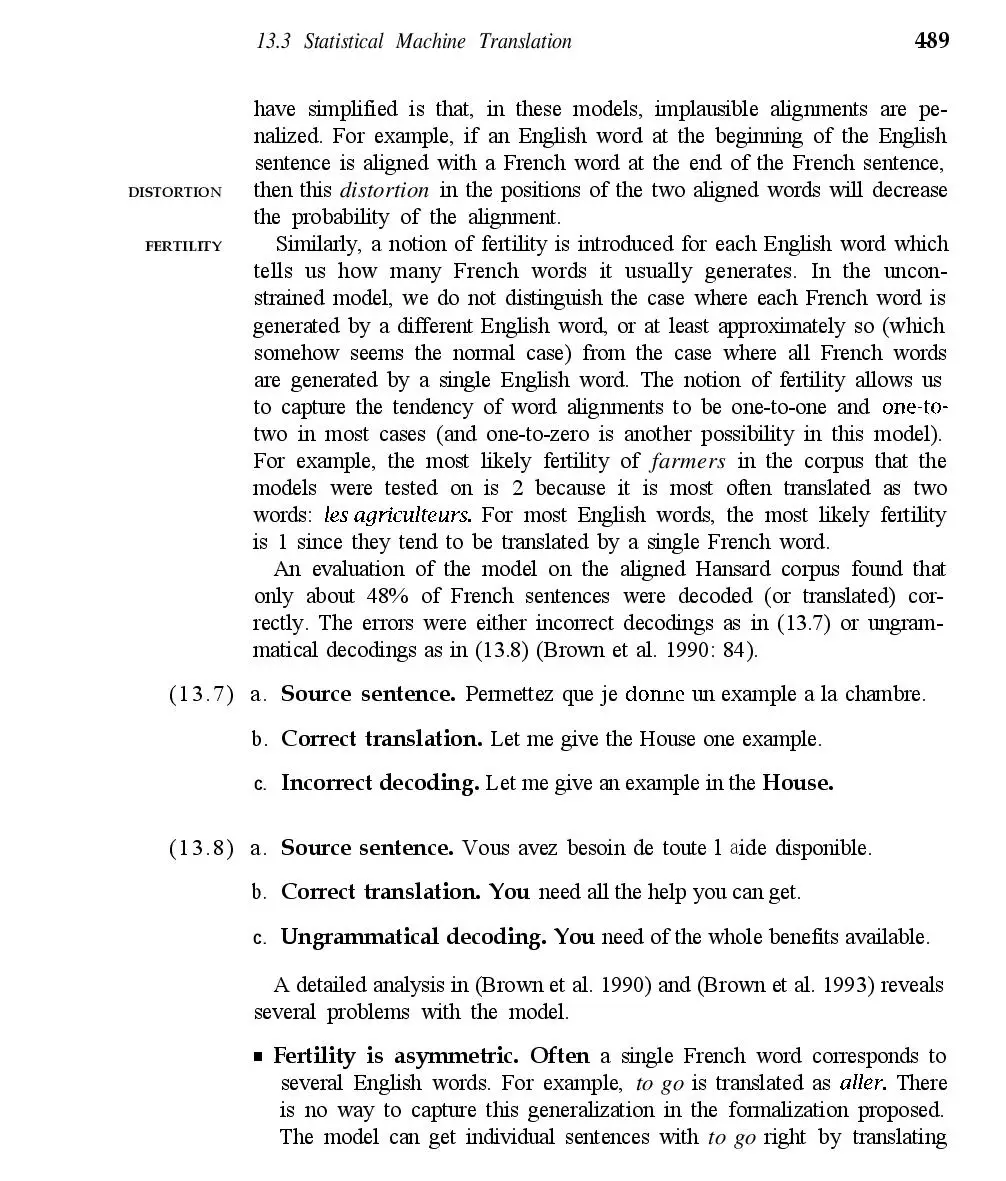 13.3 Statistical Machine Translation 489
have simplified is that, in these models, implausible alignments are pe-
nalized. For example, if an English word at the beginning of the English
sentence is aligned with a French word at the end of the French sentence,
DISTORTION then this distortion in the positions of the two aligned words will decrease
the probability of the alignment.
FERTILITY Similarly, a notion of fertility is introduced for each English word which
tells us how many French words it usually generates. In the uncon-
strained model, we do not distinguish the case where each French word is
generated by a different English word, or at least approximately so (which
somehow seems the normal case) from the case where all French words
are generated by a single English word. The notion of fertility allows us
to capture the tendency of word alignments to be one-to-one and one-to-
two in most cases (and one-to-zero is another possibility in this model).
For example, the most likely fertility of farmers in the corpus that the
models were tested on is 2 because it is most often translated as two
words: les agriculteurs. For most English words, the most likely fertility
is 1 since they tend to be translated by a single French word.
An evaluation of the model on the aligned Hansard corpus found that
only about 48% of French sentences were decoded (or translated) cor-
rectly. The errors were either incorrect decodings as in (13.7) or ungram-
matical decodings as in (13.8) (Brown et al. 1990: 84).
(13.7) a. Source sentence. Permettez que je donne un example a la chambre.
b. Correct translation. Let me give the House one example.
c. Incorrect decoding. Let me give an example in the House.
(13.8) a. Source sentence. Vous avez besoin de toute l aide disponible.
b. Correct translation. You need all the help you can get.
c. Ungrammatical decoding. You need of the whole benefits available.
A detailed analysis in (Brown et al. 1990) and (Brown et al. 1993) reveals
several problems with the model.
■ Fertility is asymmetric. Often a single French word corresponds to
several English words. For example, to go is translated as aller. There
is no way to capture this generalization in the formalization proposed.
The model can get individual sentences with to go right by translating